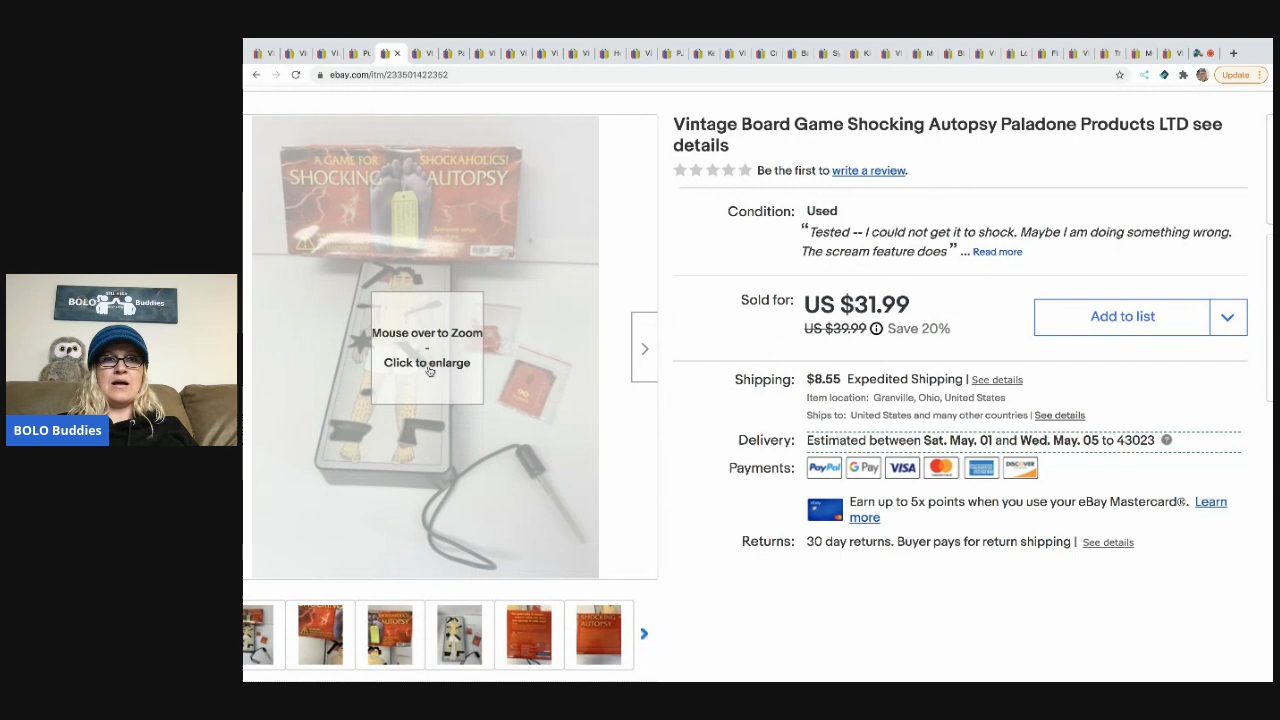 ebay.com/itm/233501422362
Update
A GAME FOR SHOCKAHOLICS!
SHOCKING AUTOPSY
Mouse over to Zoom
-
Click to enlarge
Vintage Board Game Shocking Autopsy Paladone Products LTD see
details
Be the first to write a review.
Condition: Used
“Tested -- I could not get it to shock. Maybe I am doing something wrong.
The scream feature does” ... Read more
Sold for: US $31.99
US $39.99 Save 20%
Add to list
Shipping: $8.55 Expedited Shipping | See details
Item location: Granville, Ohio, United States
Ships to: United States and many other countries | See details
Delivery: Estimated between Sat. May. 01 and Wed. May. 05 to 43023
Payments: PayPal G Pay VISA
DISCOVER
Earn up to 5x points when you use your eBay Mastercard®. Learn
more
Returns: 30 day returns. Buyer pays for return shipping | See details
BOLO Buddies
BOLO Buddies